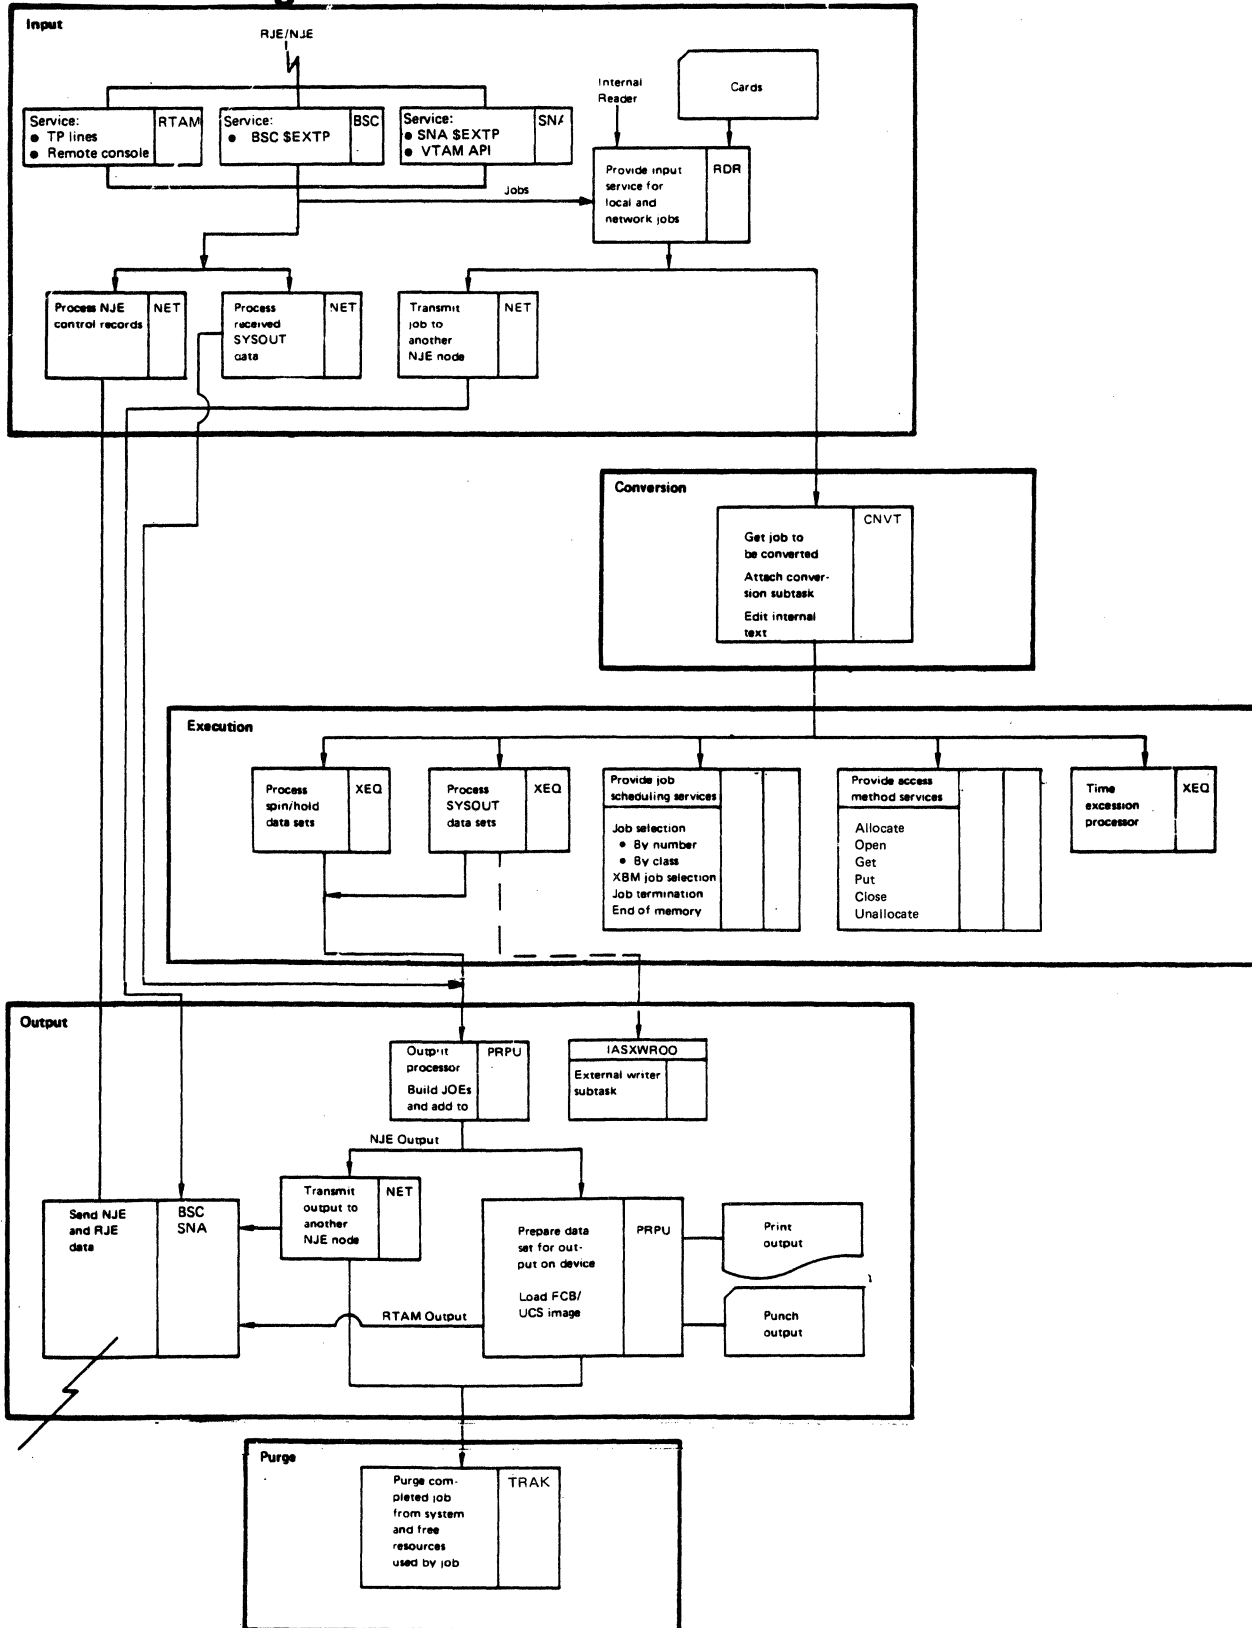 Input
RJE/NJE
Internal
Reader
Cards
Service:
● TP lines
● Remote console
RTAM
Service:
● BSC $EXTP
BSC
Service:
● SNA $EXTP
● VTAM API
SNA
Provide input
service for
local and
network jobs
RDR
Jobs
Process NJE
control records
NET
Process
received
SYSOUT
data
NET
Transmit
job to
another
NJE node
NET
Conversion
Get job to
be converted
Attach conver-
sion subtask
Edit internal
text
CNVT
Execution
Process
spin/hold
data sets
XEQ
Process
SYSOUT
data sets
XEQ
Provide job
scheduling services
Job selection
● By number
● By class
XBM job selection
Job termination
End of memory
Provide access
method services
Allocate
Open
Get
Put
Close
Unallocate
Time
excession
processor
XEQ
Output
Output
processor
Build JOEs
and add to
PRPU
IASXWROO
External writer
subtask
NJE Output
Send NJE
and RJE
data
BSC
SNA
Transmit
output to
another
NJE node
NET
Prepare data
set for out-
put on device
Load FCB/
UCS image
PRPU
Print
output
RTAM Output
Punch
output
Purge
Purge com-
pleted job
from system
and free
resources
used by job
TRAK